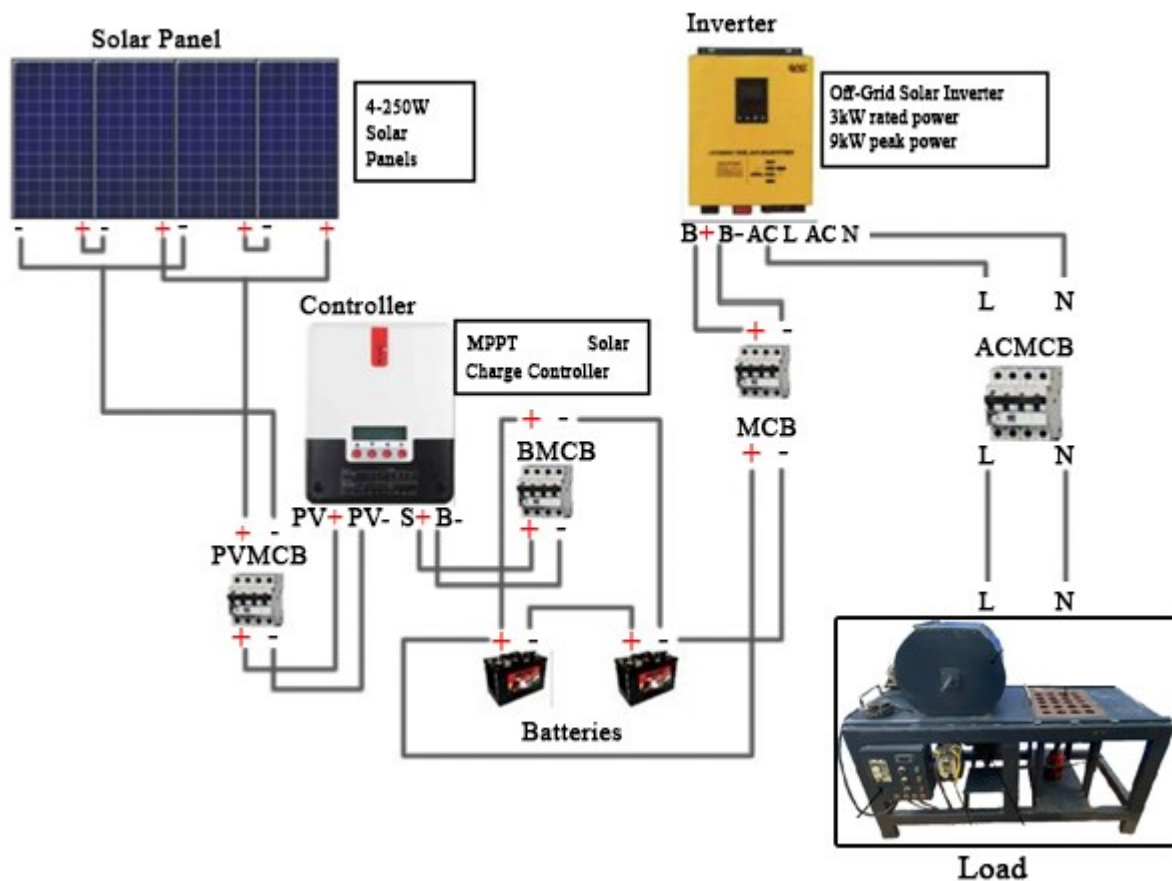 Solar Panel
4-250W
Solar
Panels
Inverter
Off-Grid Solar Inverter
3kW rated power
9kW peak power
- + - + - + - +
B+ B- AC L AC N
Controller
MPPT Solar
Charge Controller
L N
ACMCB
L N
+ -
MCB
+ -
+ -
BMCB
+ -
PV+ PV- S+ B-
+ -
PVMCB
+ -
+ - + -
Batteries
L N
Load